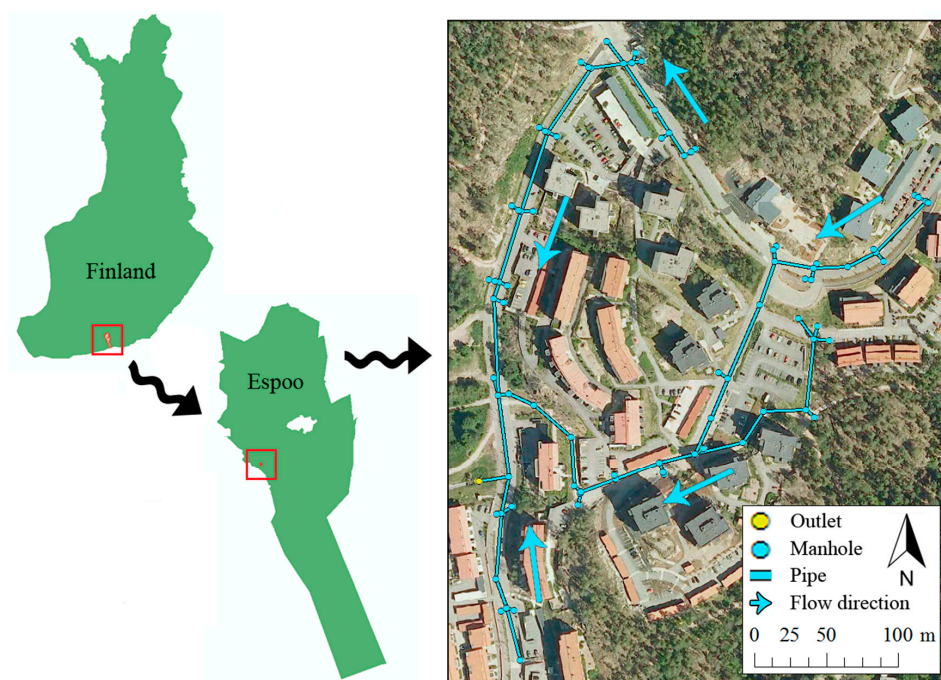 Finland
Espoo
Outlet
Manhole
Pipe
Flow direction
N
0 25 50 100 m